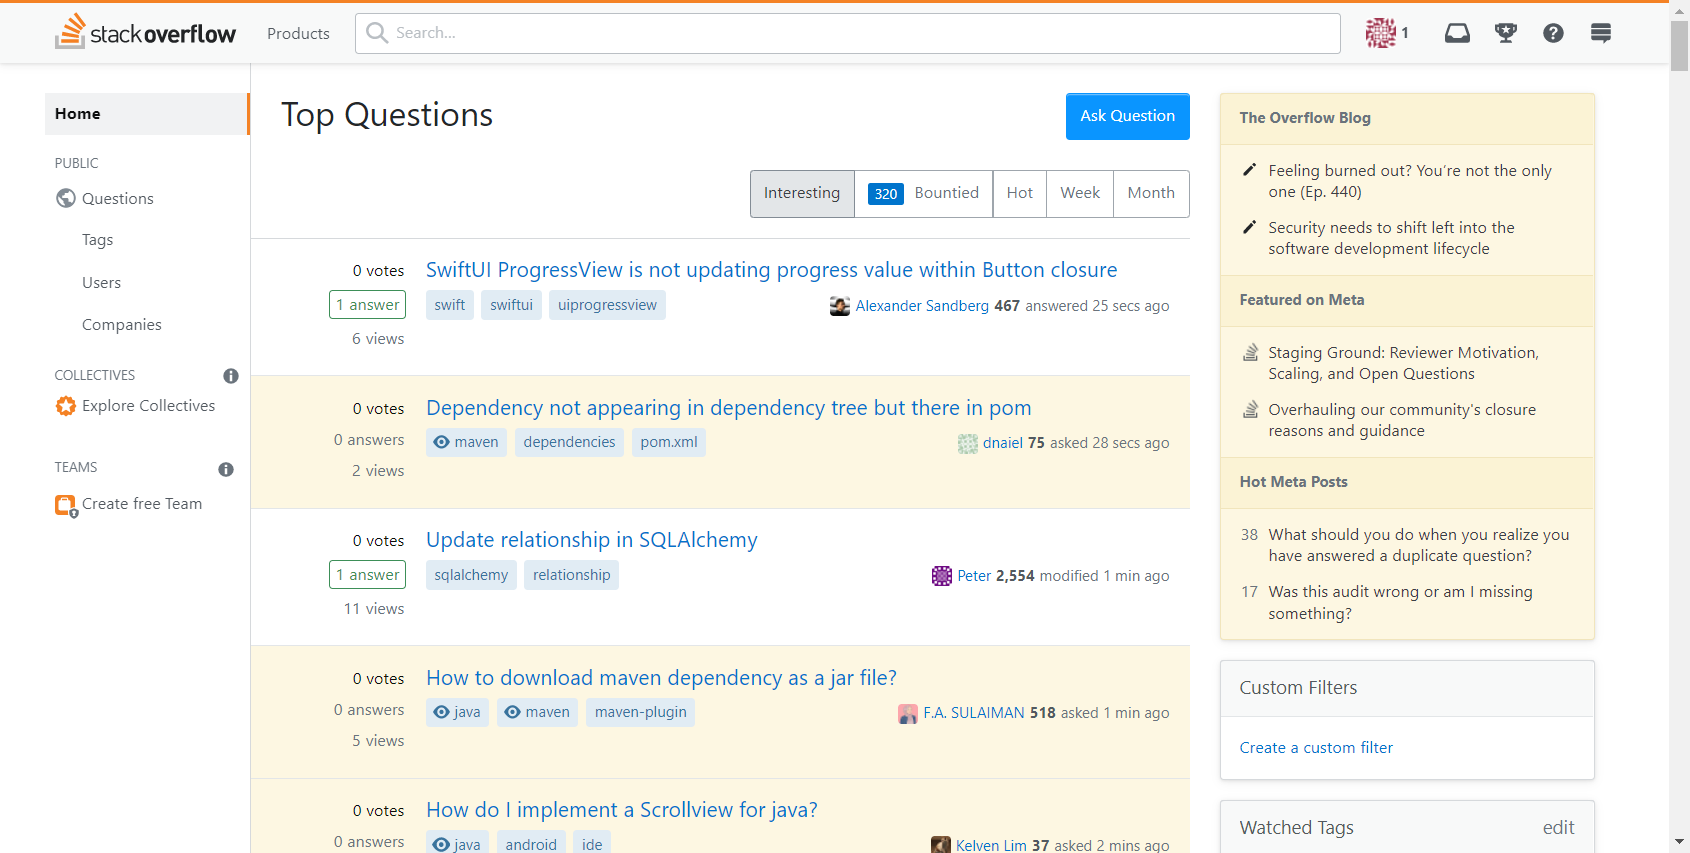 stackoverflow
Products
Search...
1
Home
PUBLIC
Questions
Tags
Users
Companies
COLLECTIVES
Explore Collectives
TEAMS
Create free Team
Top Questions
Ask Question
Interesting
320 Bountied
Hot
Week
Month
0 votes
1 answer
6 views
SwiftUI ProgressView is not updating progress value within Button closure
swift swiftui uiprogressview
Alexander Sandberg 467 answered 25 secs ago
0 votes
0 answers
2 views
Dependency not appearing in dependency tree but there in pom
maven dependencies pom.xml
dnaiel 75 asked 28 secs ago
0 votes
1 answer
11 views
Update relationship in SQLAlchemy
sqlalchemy relationship
Peter 2,554 modified 1 min ago
0 votes
0 answers
5 views
How to download maven dependency as a jar file?
java maven maven-plugin
F.A. SULAIMAN 518 asked 1 min ago
0 votes
0 answers
How do I implement a Scrollview for java?
java android ide
Kelven Lim 37 asked 2 mins ago
The Overflow Blog
Feeling burned out? You're not the only
one (Ep. 440)
Security needs to shift left into the
software development lifecycle
Featured on Meta
Staging Ground: Reviewer Motivation,
Scaling, and Open Questions
Overhauling our community's closure
reasons and guidance
Hot Meta Posts
38 What should you do when you realize you
have answered a duplicate question?
17 Was this audit wrong or am I missing
something?
Custom Filters
Create a custom filter
Watched Tags
edit